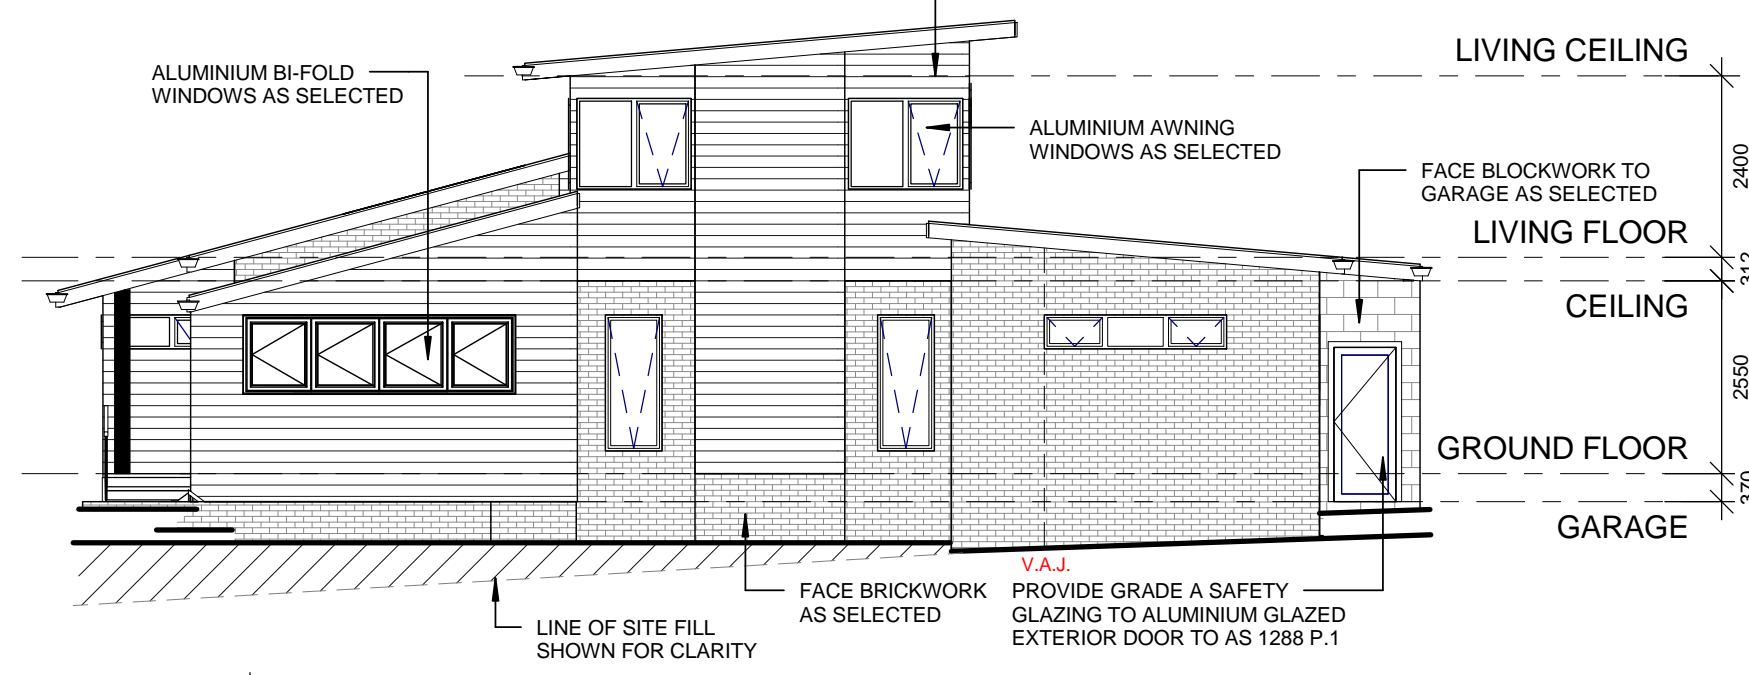 LIVING CEILING
ALUMINIUM BI-FOLD
WINDOWS AS SELECTED
ALUMINIUM AWNING
WINDOWS AS SELECTED
2400
FACE BLOCKWORK TO
GARAGE AS SELECTED
LIVING FLOOR
312
CEILING
2550
GROUND FLOOR
370
GARAGE
V.A.J.
FACE BRICKWORK
AS SELECTED
PROVIDE GRADE A SAFETY
GLAZING TO ALUMINIUM GLAZED
EXTERIOR DOOR TO AS 1288 P.1
LINE OF SITE FILL
SHOWN FOR CLARITY